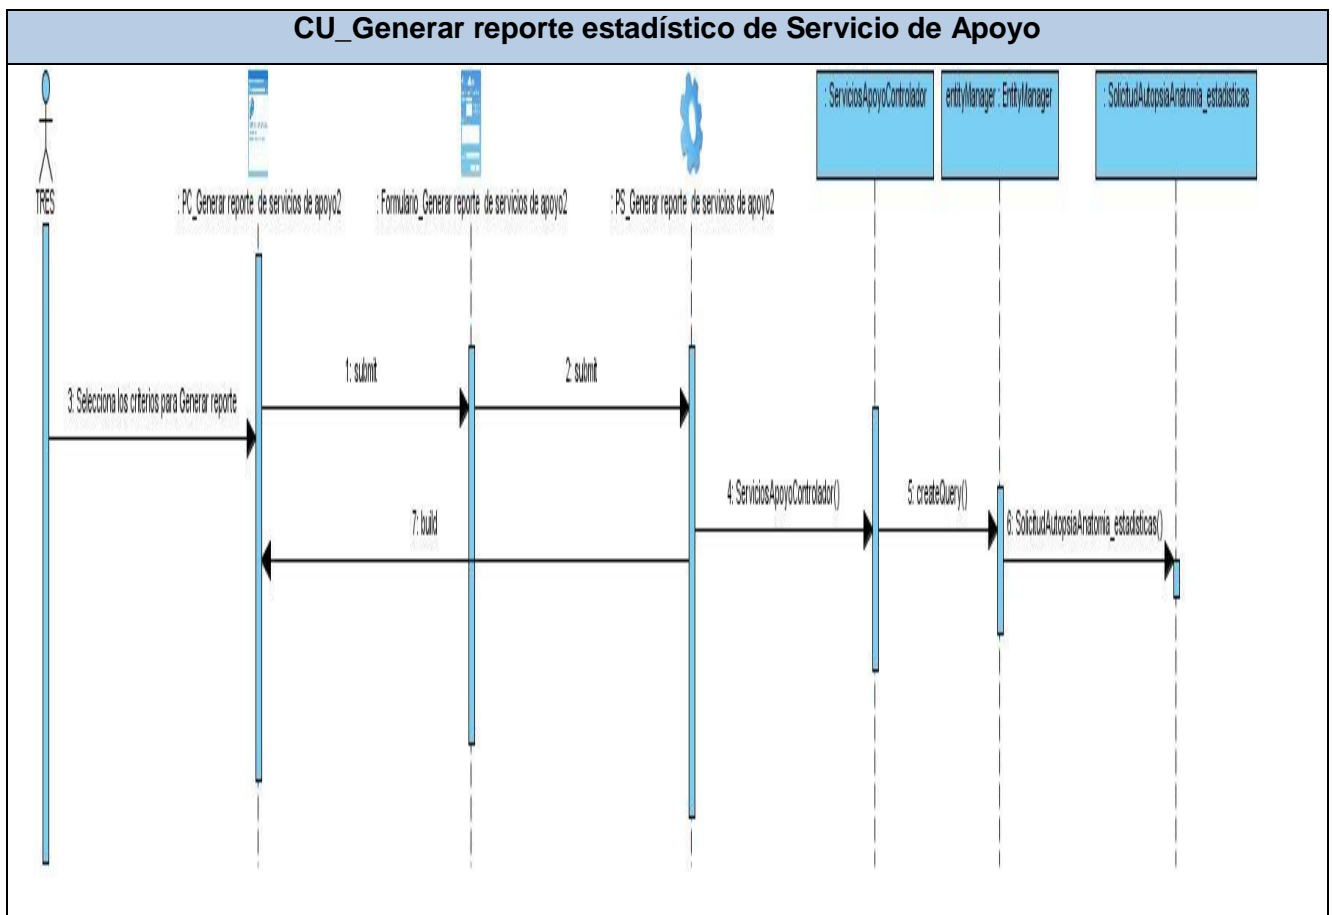 CU_Generar reporte estadístico de Servicio de Apoyo
: ServiciosApoyoControlador
entityManager : EntityManager
: SolicitudAutopsiaAnatomia_estadisticas
TRES
: PC_Generar reporte de servicios de apoyo2
: Formulario_Generar reporte de servicios de apoyo2
: PS_Generar reporte de servicios de apoyo2
1: submit
2: submit
3: Selecciona los criterios para Generar reporte
4: ServiciosApoyoControlador()
5: createQuery()
7: build
6: SolicitudAutopsiaAnatomia_estadisticas()